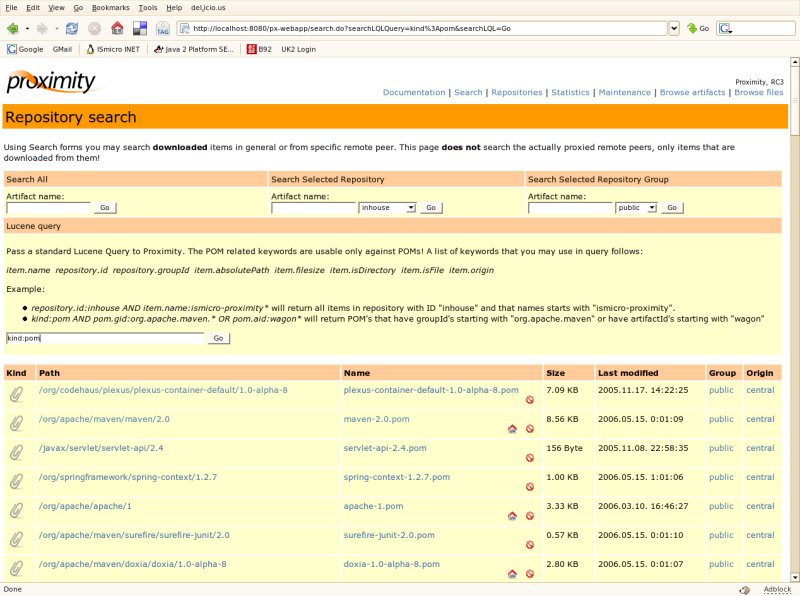 File Edit View Go Bookmarks Tools Help del.icio.us
http://localhost:8080/px-webapp/search.do?searchLQLQuery=kind%3Apom&searchLQL=Go
Go
Google GMail ISmicro INET Java 2 Platform SE... B92 UK2 Login
proximity
Proximity, RC3
Documentation | Search | Repositories | Statistics | Maintenance | Browse artifacts | Browse files
Repository search
Using Search forms you may search downloaded items in general or from specific remote peer. This page does not search the actually proxied remote peers, only items that are
downloaded from them!
Search All Search Selected Repository Search Selected Repository Group
Artifact name: Artifact name: Artifact name:
Go inhouse Go public Go
Lucene query
Pass a standard Lucene Query to Proximity. The POM related keywords are usable only against POMs! A list of keywords that you may use in query follows:
item.name repository.id repository.groupId item.absolutePath item.filesize item.isDirectory item.isFile item.origin
Example:
repository.id:inhouse AND item.name:ismicro-proximity* will return all items in repository with ID "inhouse" and that names starts with "ismicro-proximity".
kind:pom AND pom.gid:org.apache.maven.* OR pom.aid:wagon* will return POM's that have groupId's starting with "org.apache.maven" or have artifactId's starting with "wagon"
kind:pom Go
Kind Path Name Size Last modified Group Origin
/org/codehaus/plexus/plexus-container-default/1.0-alpha-8 plexus-container-default-1.0-alpha-8.pom 7.09 KB 2005.11.17. 14:22:25 public central
/org/apache/maven/maven/2.0 maven-2.0.pom 8.56 KB 2006.05.15. 0:01:09 public central
/javax/servlet/servlet-api/2.4 servlet-api-2.4.pom 156 Byte 2005.11.08. 22:58:35 public central
/org/springframework/spring-context/1.2.7 spring-context-1.2.7.pom 1.00 KB 2006.05.15. 1:01:06 public central
/org/apache/apache/1 apache-1.pom 3.33 KB 2006.03.10. 16:46:27 public central
/org/apache/maven/surefire/surefire-junit/2.0 surefire-junit-2.0.pom 0.57 KB 2006.05.15. 0:01:10 public central
/org/apache/maven/doxia/doxia/1.0-alpha-8 doxia-1.0-alpha-8.pom 2.80 KB 2006.05.15. 0:01:07 public central
Done Adblock